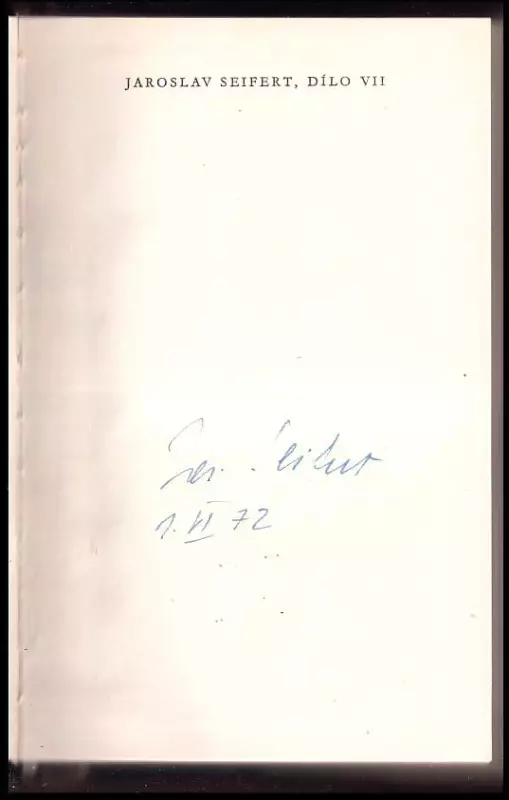 JAROSLAV SEIFERT, DÍLO VII
Jar. Seifert
1. VI 72